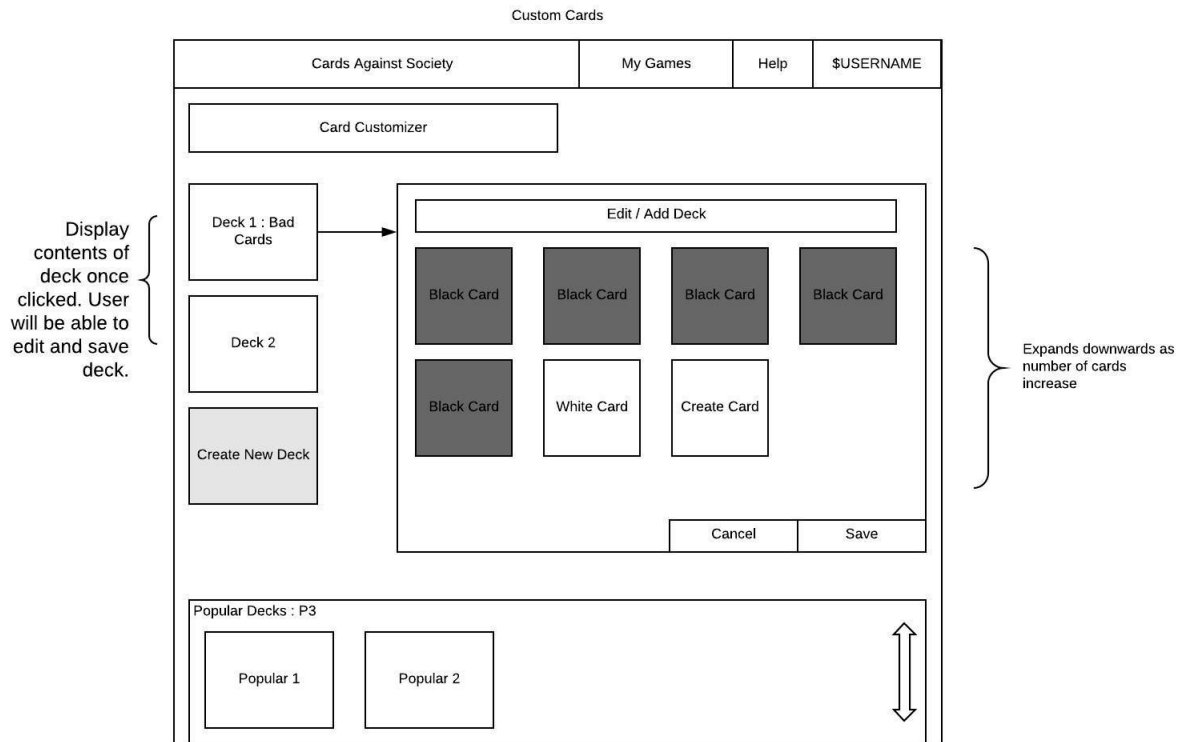 Custom Cards
Cards Against Society
My Games
Help
$USERNAME
Card Customizer
Display
contents of
deck once
clicked. User
will be able to
edit and save
deck.
Deck 1 : Bad
Cards
Deck 2
Create New Deck
Edit / Add Deck
Black Card
Black Card
Black Card
Black Card
Black Card
White Card
Create Card
Cancel
Save
Expands downwards as
number of cards
increase
Popular Decks : P3
Popular 1
Popular 2